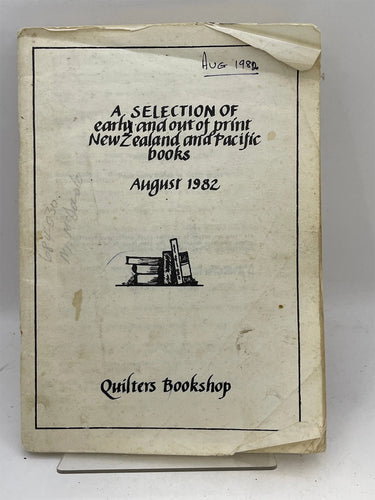 AUG 1982
A SELECTION OF
early and out of print
New Zealand and Pacific
books
August 1982
Quilters Bookshop